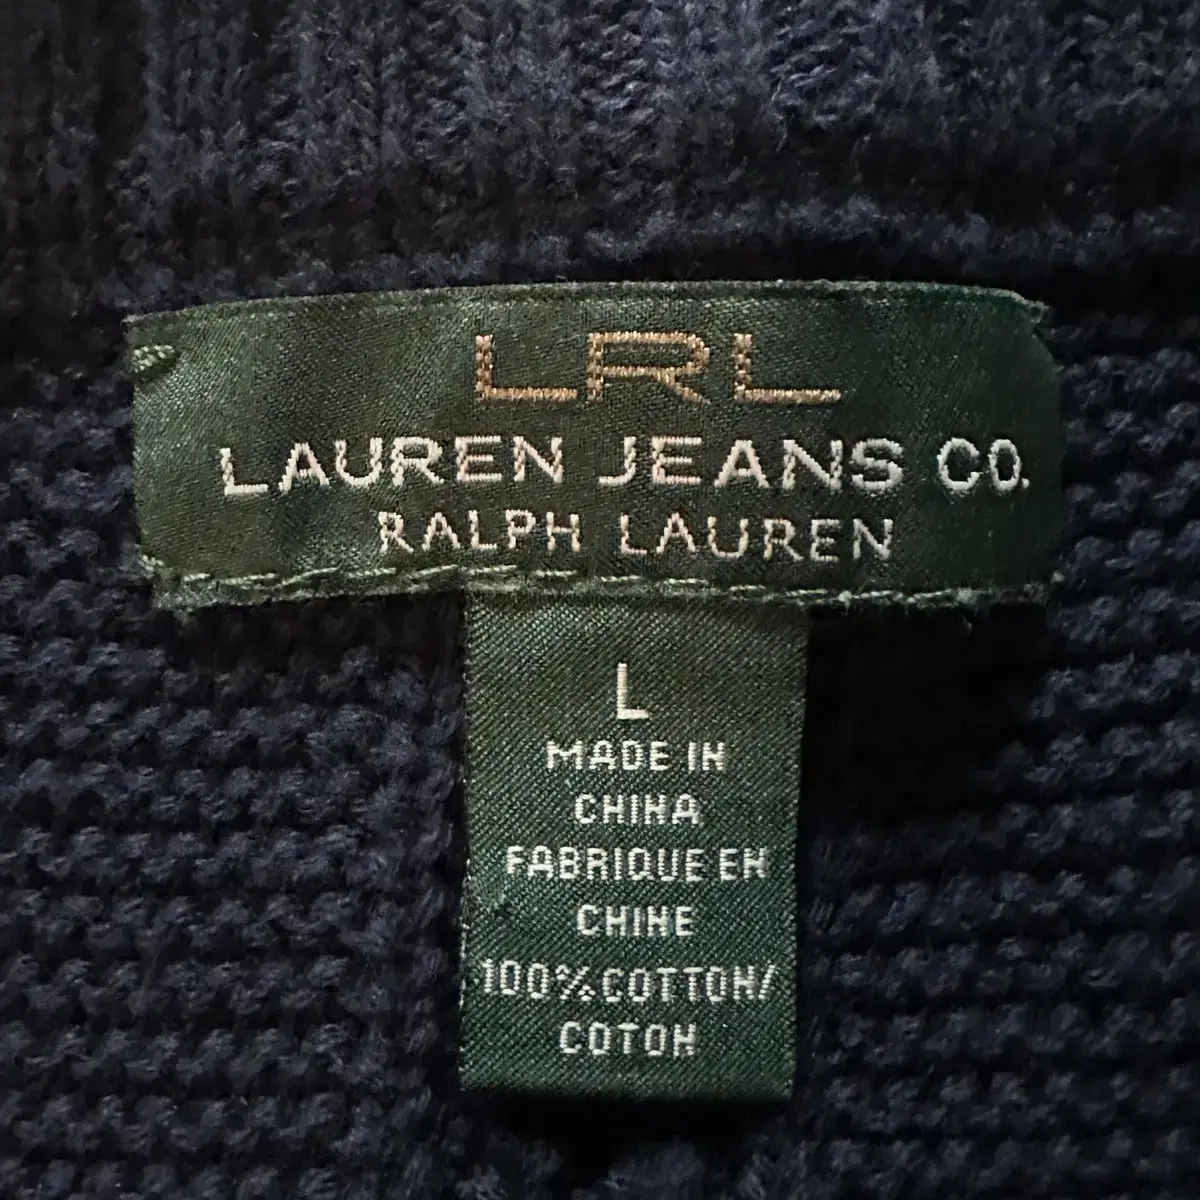 LRL
LAUREN JEANS CO.
RALPH LAUREN
L
MADE IN
CHINA
FABRIQUE EN
CHINE
100% COTTON/
COTON